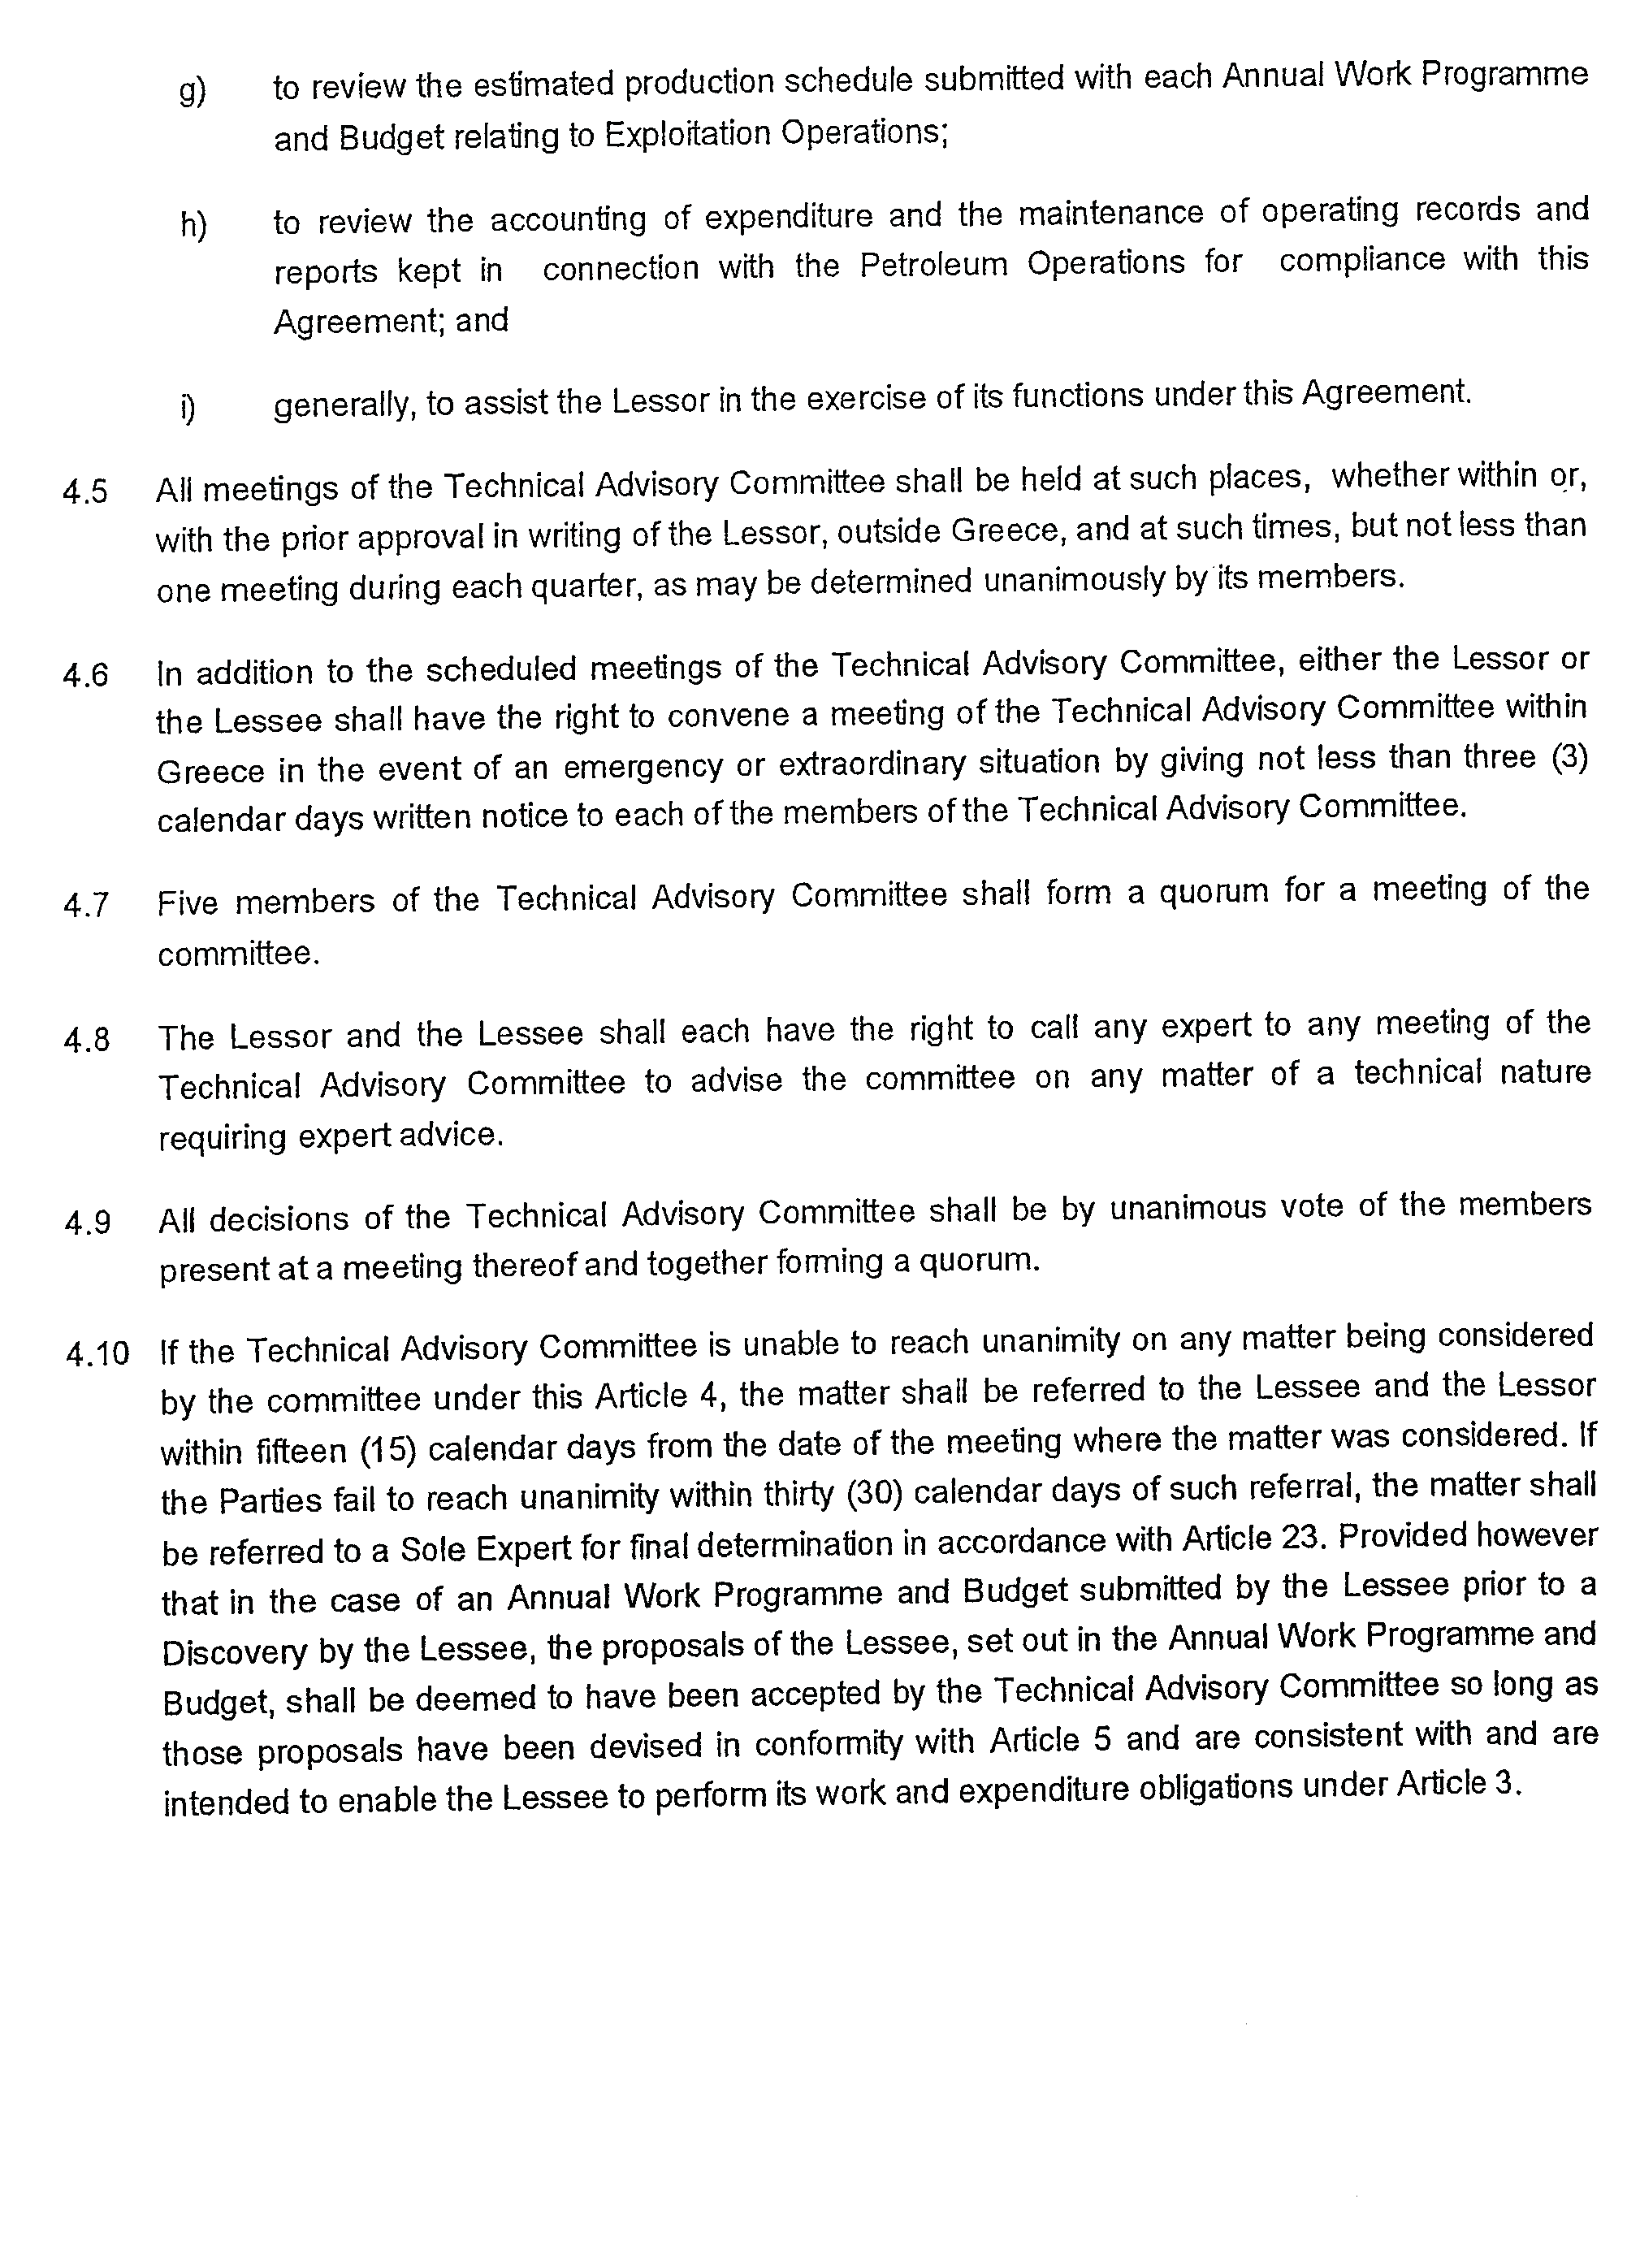 g) to review the estimated production schedule submitted with each Annual Work Programme
and Budget relating to Exploitation Operations;
h) to review the accounting of expenditure and the maintenance of operating records and
reports kept in connection with the Petroleum Operations for compliance with this
Agreement; and
i) generally, to assist the Lessor in the exercise of its functions under this Agreement.
4.5 All meetings of the Technical Advisory Committee shall be held at such places, whether within or,
with the prior approval in writing of the Lessor, outside Greece, and at such times, but not less than
one meeting during each quarter, as may be determined unanimously by its members.
4.6 In addition to the scheduled meetings of the Technical Advisory Committee, either the Lessor or
the Lessee shall have the right to convene a meeting of the Technical Advisory Committee within
Greece in the event of an emergency or extraordinary situation by giving not less than three (3)
calendar days written notice to each of the members of the Technical Advisory Committee.
4.7 Five members of the Technical Advisory Committee shall form a quorum for a meeting of the
committee.
4.8 The Lessor and the Lessee shall each have the right to call any expert to any meeting of the
Technical Advisory Committee to advise the committee on any matter of a technical nature
requiring expert advice.
4.9 All decisions of the Technical Advisory Committee shall be by unanimous vote of the members
present at a meeting thereof and together forming a quorum.
4.10 If the Technical Advisory Committee is unable to reach unanimity on any matter being considered
by the committee under this Article 4, the matter shall be referred to the Lessee and the Lessor
within fifteen (15) calendar days from the date of the meeting where the matter was considered. If
the Parties fail to reach unanimity within thirty (30) calendar days of such referral, the matter shall
be referred to a Sole Expert for final determination in accordance with Article 23. Provided however
that in the case of an Annual Work Programme and Budget submitted by the Lessee prior to a
Discovery by the Lessee, the proposals of the Lessee, set out in the Annual Work Programme and
Budget, shall be deemed to have been accepted by the Technical Advisory Committee so long as
those proposals have been devised in conformity with Article 5 and are consistent with and are
intended to enable the Lessee to perform its work and expenditure obligations under Article 3.